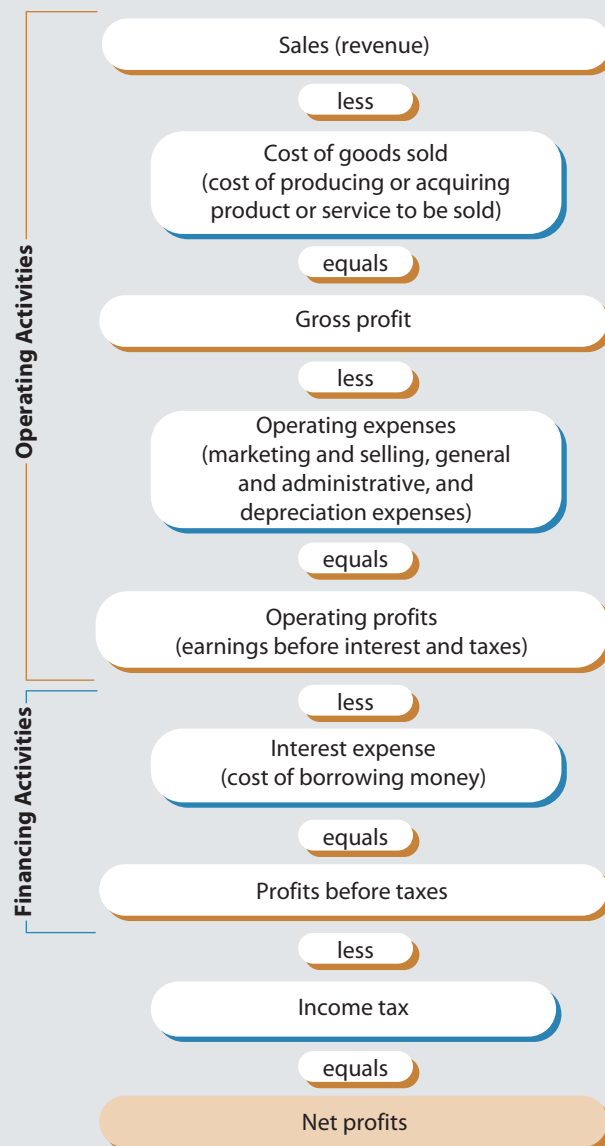 Sales (revenue)
less
Cost of goods sold
(cost of producing or acquiring
product or service to be sold)
equals
Gross profit
less
Operating expenses
(marketing and selling, general
and administrative, and
depreciation expenses)
equals
Operating profits
(earnings before interest and taxes)
Operating Activities
less
Interest expense
(cost of borrowing money)
equals
Profits before taxes
Financing Activities
less
Income tax
equals
Net profits